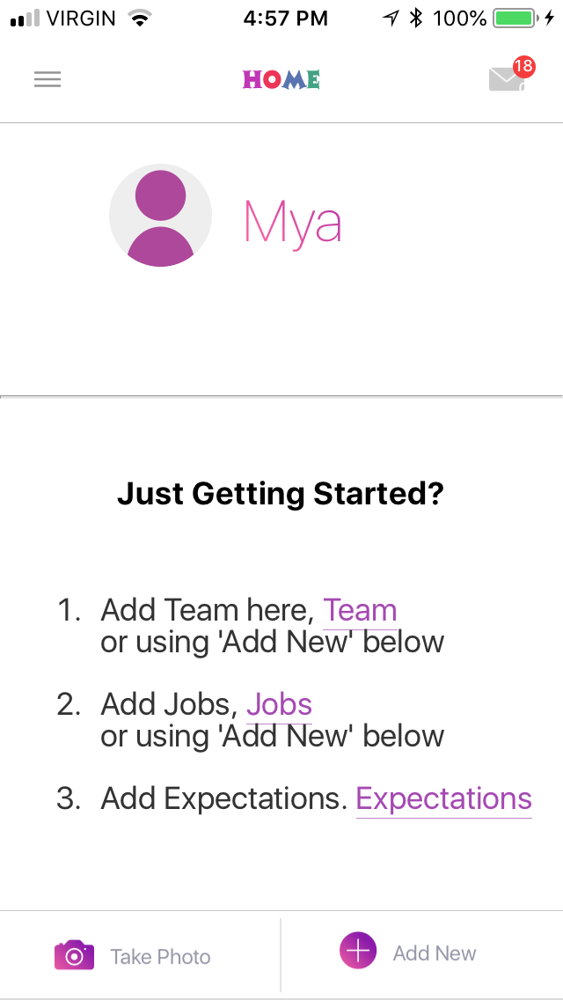 VIRGIN 4:57 PM 100%
HOME 18
Mya
Just Getting Started?
1. Add Team here, Team
or using 'Add New' below
2. Add Jobs, Jobs
or using 'Add New' below
3. Add Expectations. Expectations
Take Photo Add New